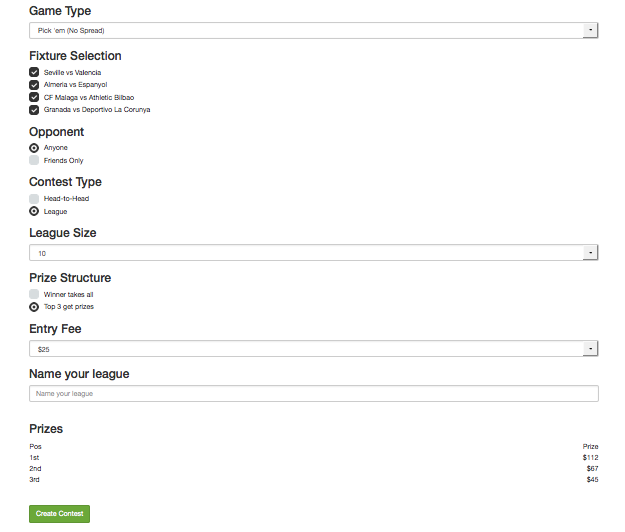 Game Type
Pick 'em (No Spread)
Fixture Selection
Seville vs Valencia
Almeria vs Espanyol
CF Malaga vs Athletic Bilbao
Granada vs Deportivo La Corunya
Opponent
Anyone
Friends Only
Contest Type
Head-to-Head
League
League Size
10
Prize Structure
Winner takes all
Top 3 get prizes
Entry Fee
$25
Name your league
Name your league
Prizes
Pos Prize
1st $112
2nd $67
3rd $45
Create Contest